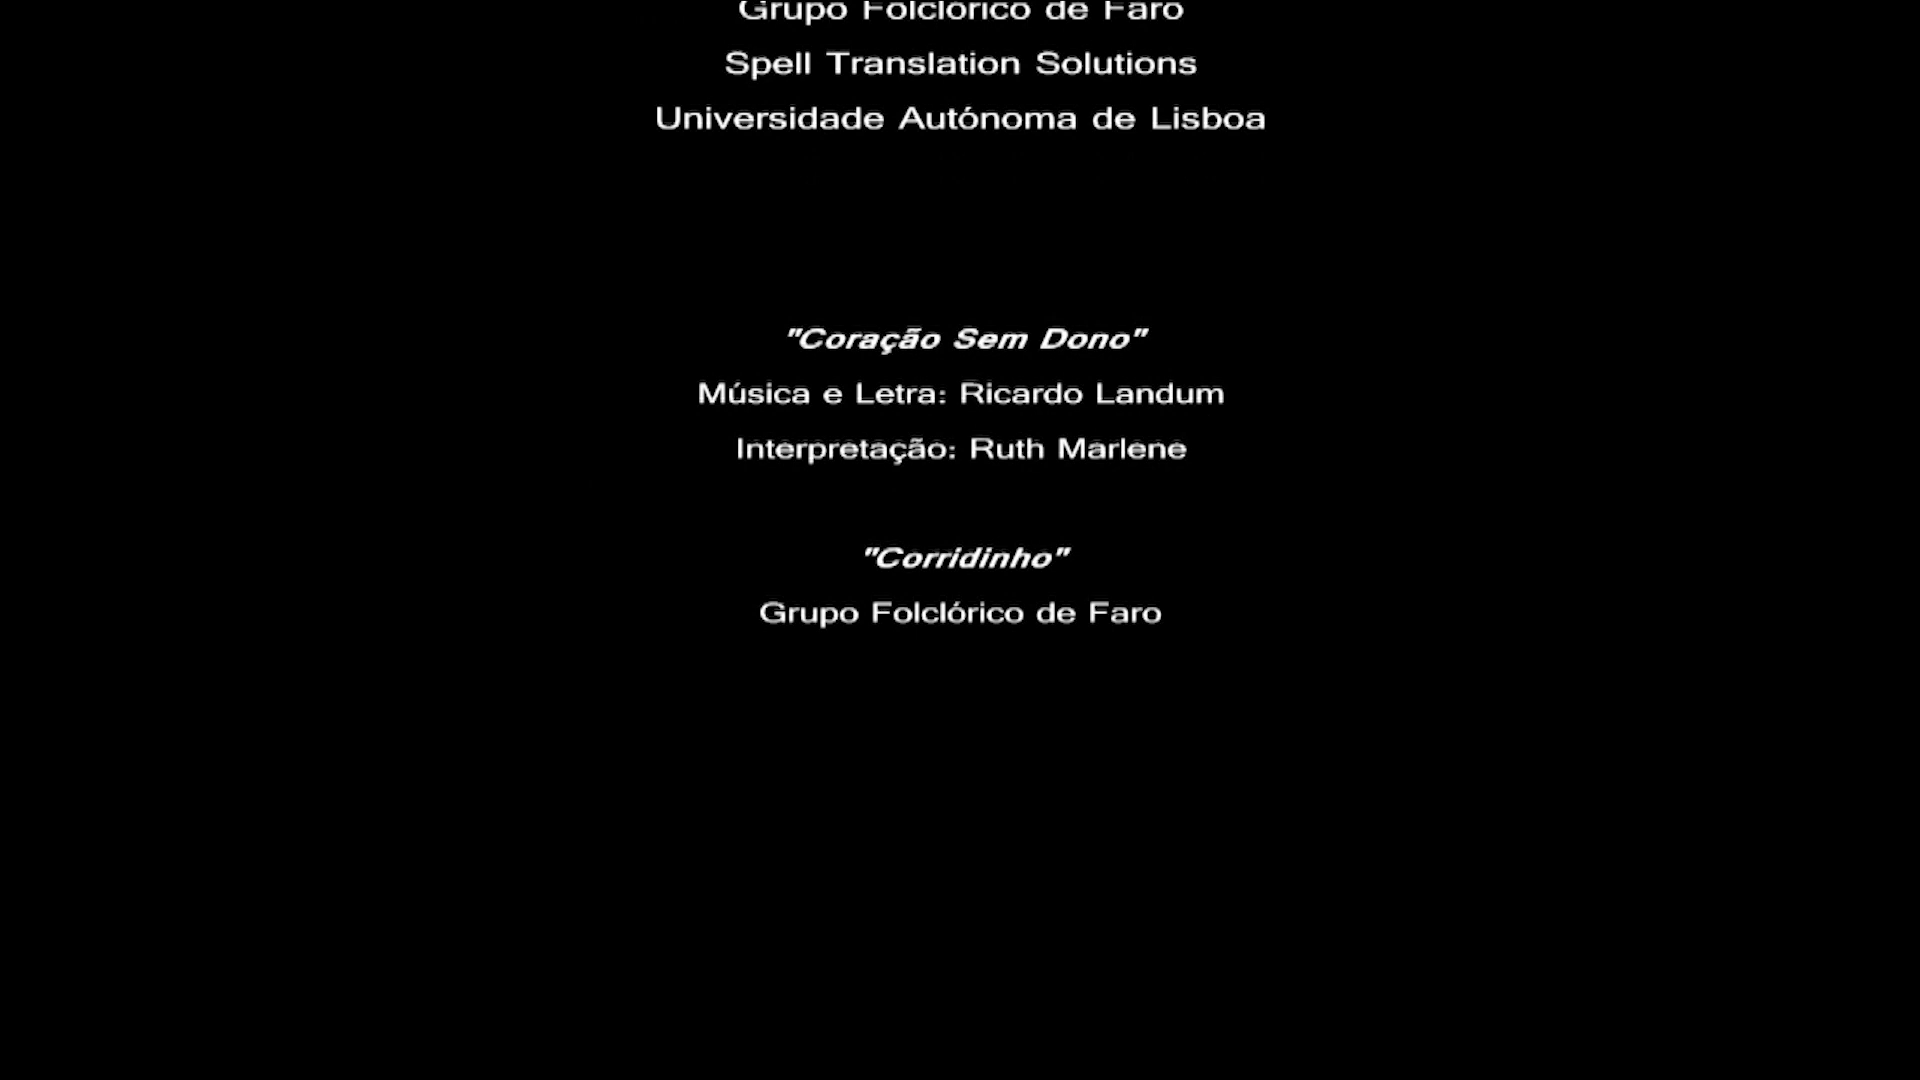 Grupo Folclórico de Faro
Spell Translation Solutions
Universidade Autónoma de Lisboa
"Coração Sem Dono"
Música e Letra: Ricardo Landum
Interpretação: Ruth Marlene
"Corridinho"
Grupo Folclórico de Faro